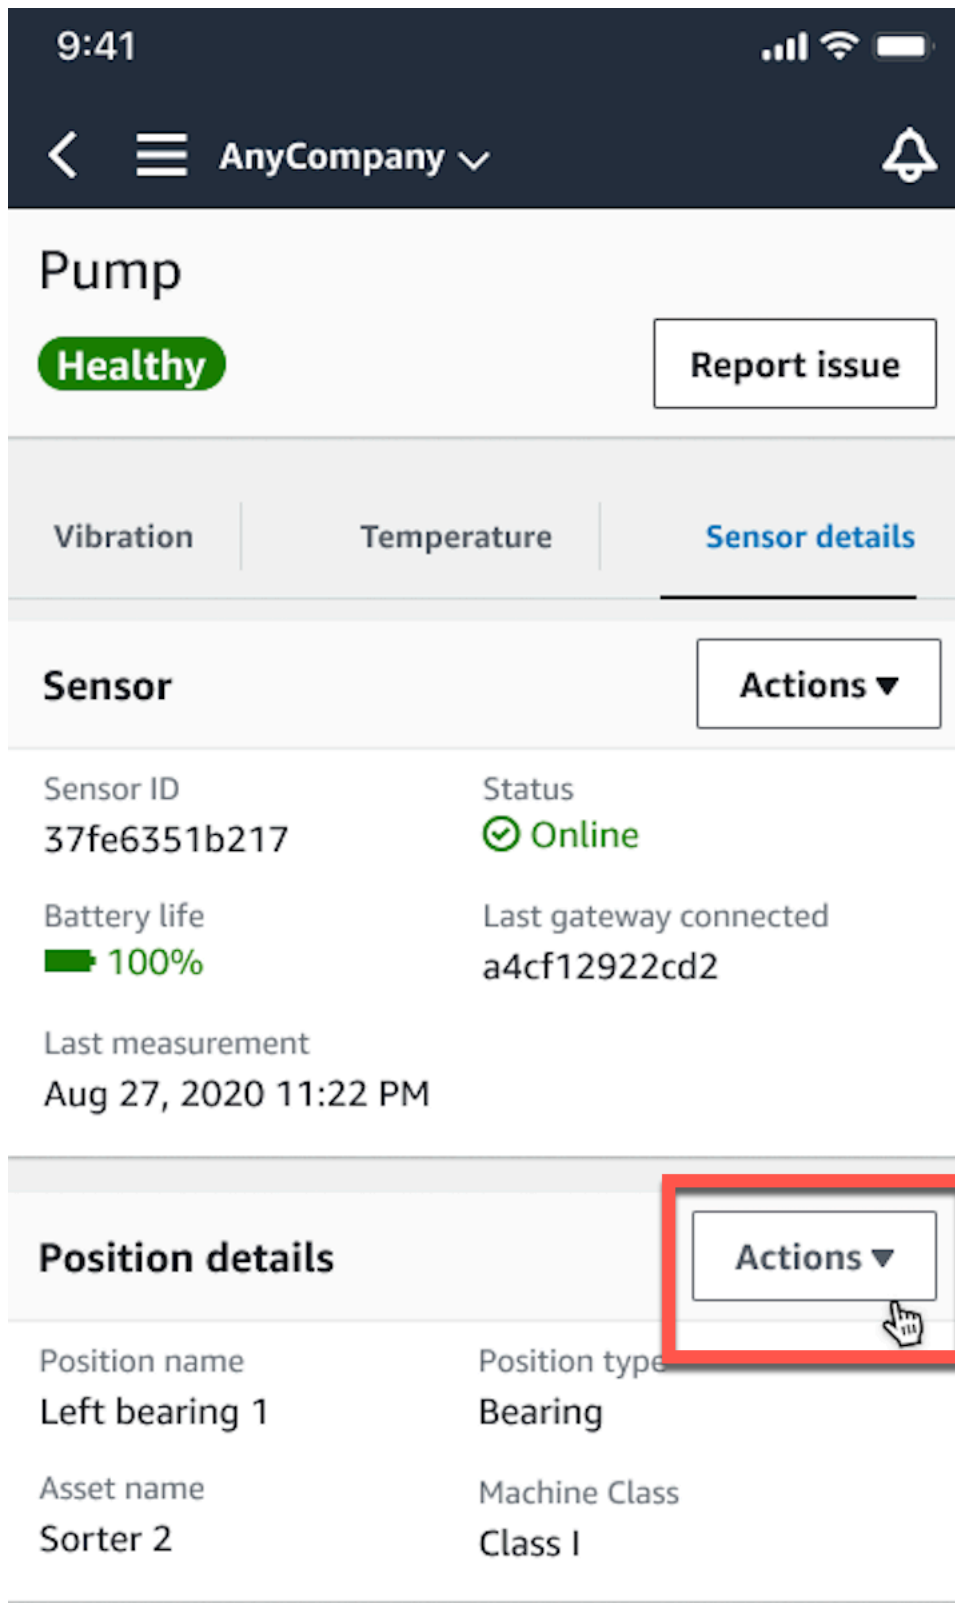 9:41
AnyCompany
Pump
Healthy
Report issue
Vibration
Temperature
Sensor details
Sensor
Actions
Sensor ID
Status
37fe6351b217
Online
Battery life
Last gateway connected
100%
a4cf12922cd2
Last measurement
Aug 27, 2020 11:22 PM
Position details
Actions
Position name
Position type
Left bearing 1
Bearing
Asset name
Machine Class
Sorter 2
Class I